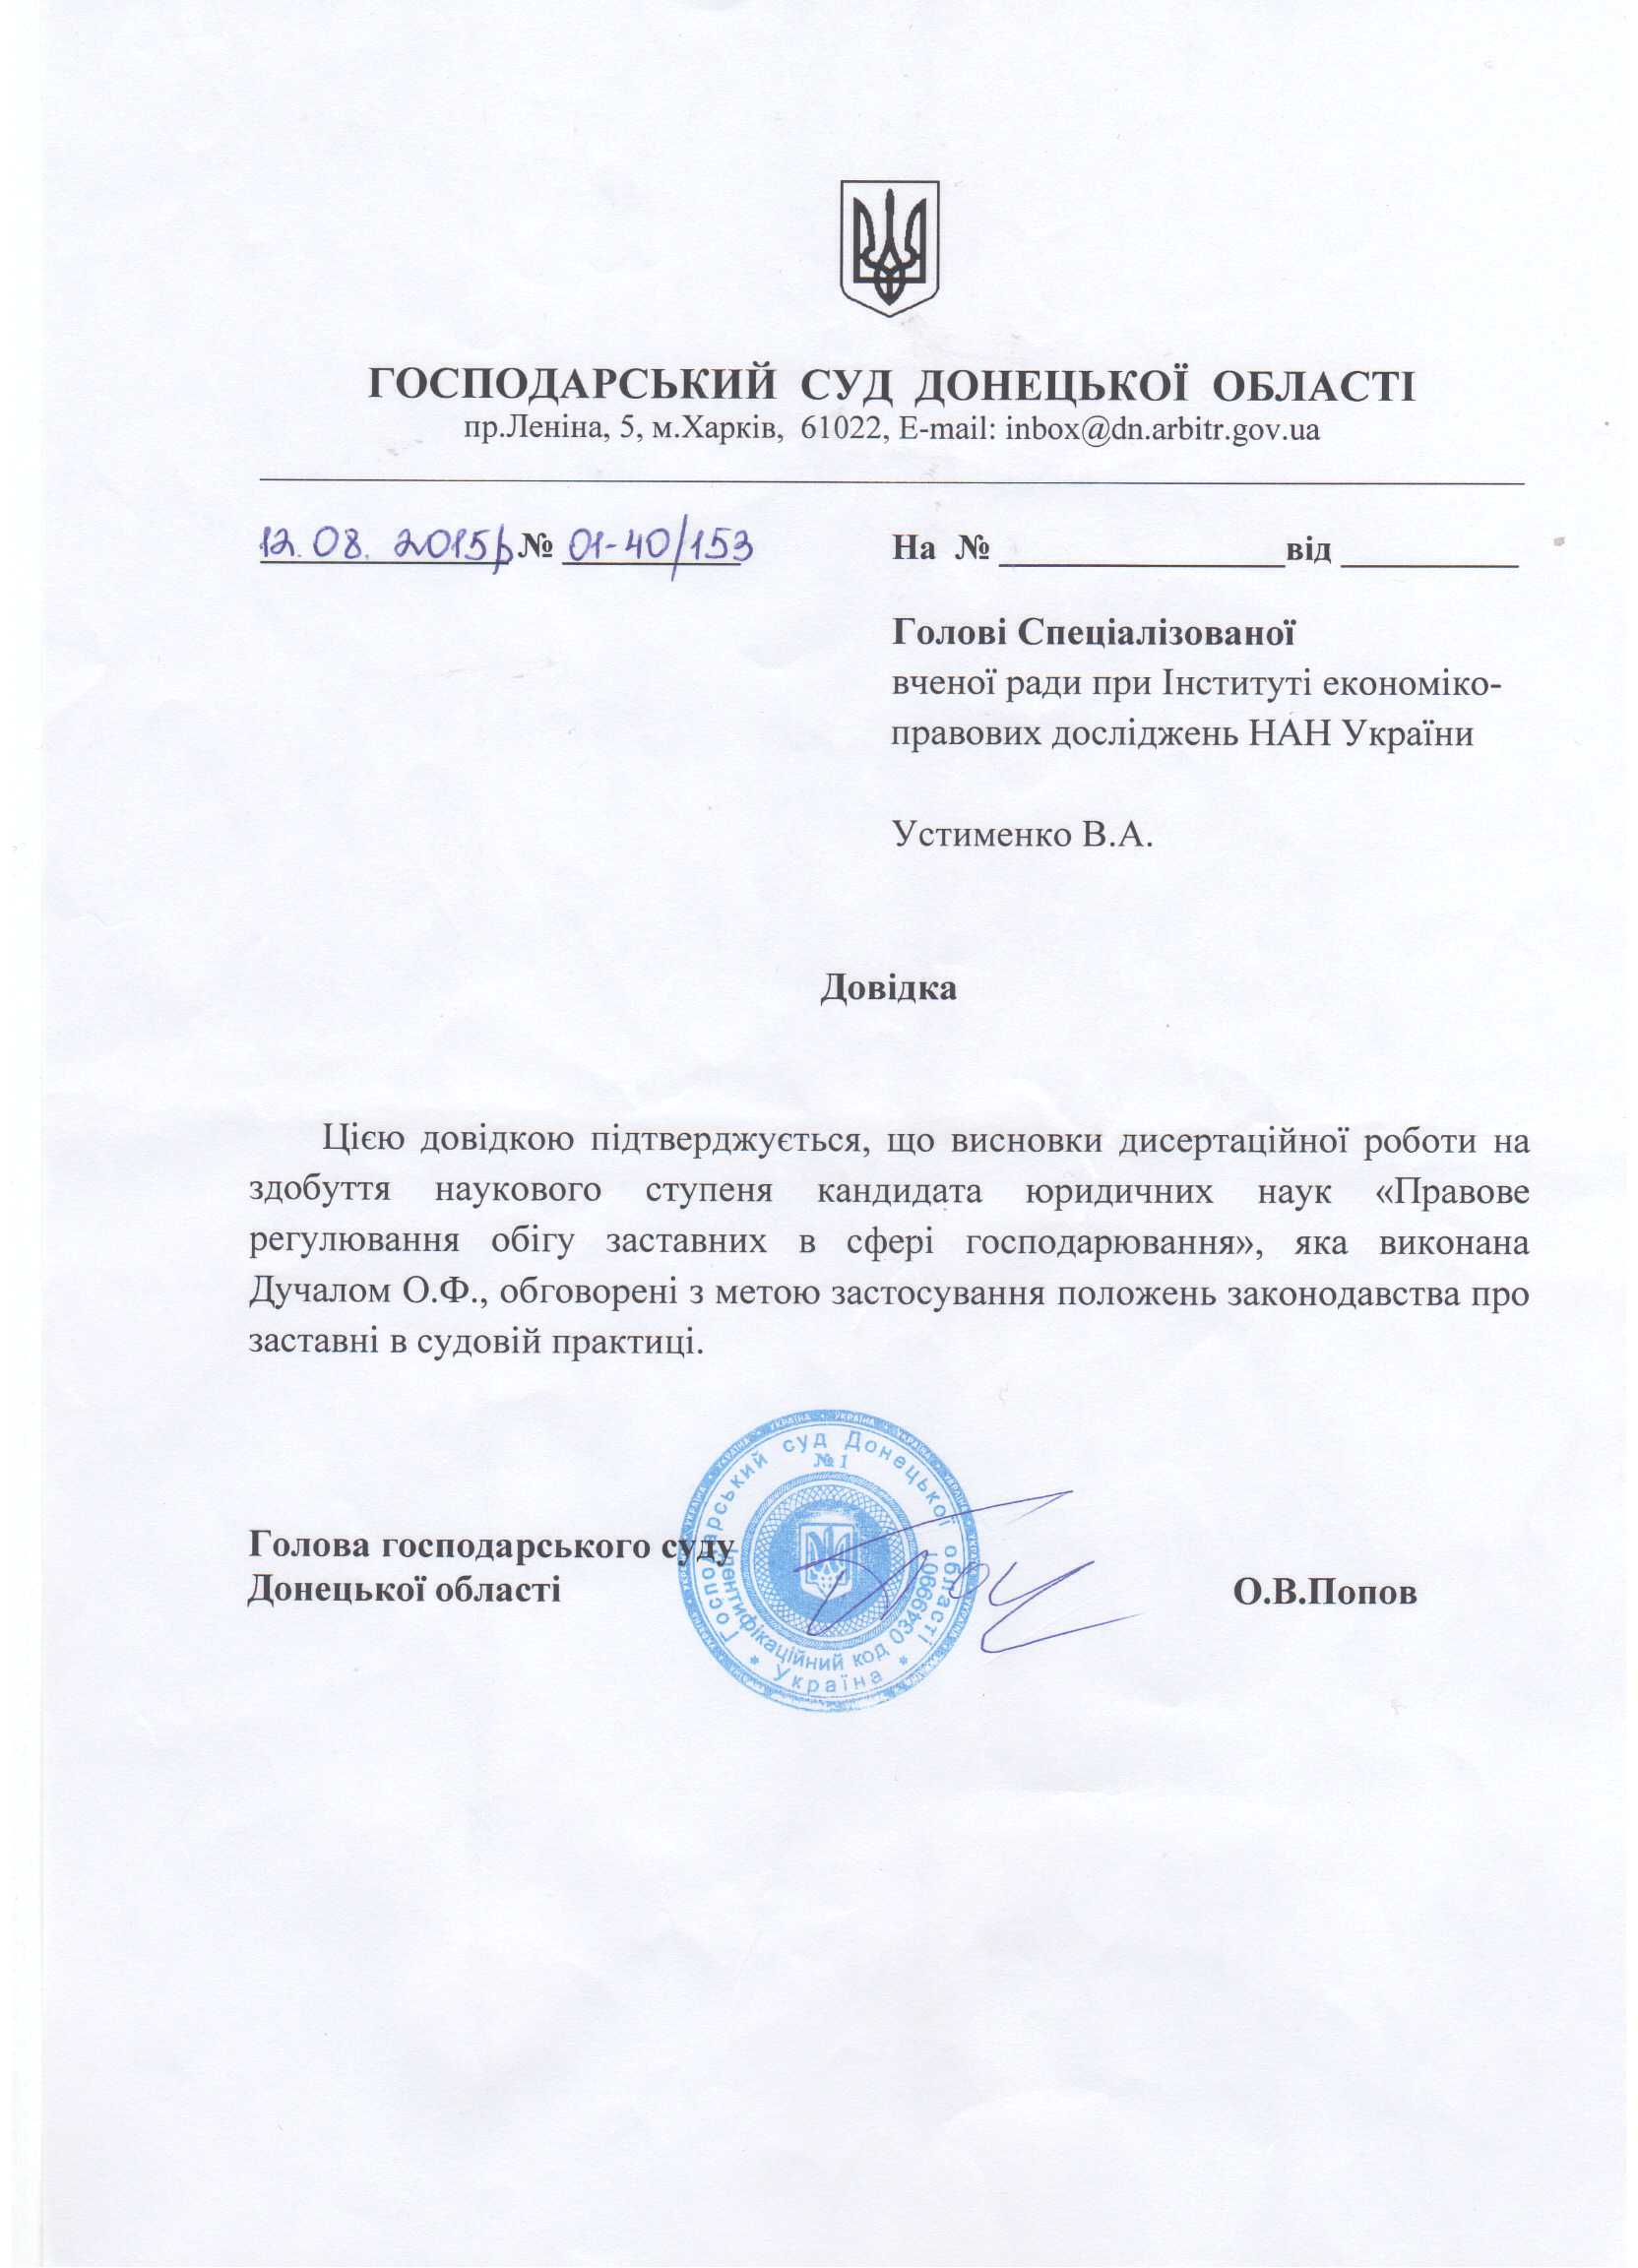 ГОСПОДАРСЬКИЙ СУД ДОНЕЦЬКОЇ ОБЛАСТІ
пр.Леніна, 5, м.Харків, 61022, E-mail: inbox@dn.arbitr.gov.ua
12.08. 2015р № 01-40/153 На № ______________від _________
Голові Спеціалізованої
вченої ради при Інституті економіко-
правових досліджень НАН України
Устименко В.А.
Довідка
Цією довідкою підтверджується, що висновки дисертаційної роботи на
здобуття наукового ступеня кандидата юридичних наук «Правове
регулювання обігу заставних в сфері господарювання», яка виконана
Дучалом О.Ф., обговорені з метою застосування положень законодавства про
заставні в судовій практиці.
Голова господарського суду
Донецької області О.В.Попов
Господарський суд Донецької області
№ 1
Ідентифікаційний код 03499901
* Україна *